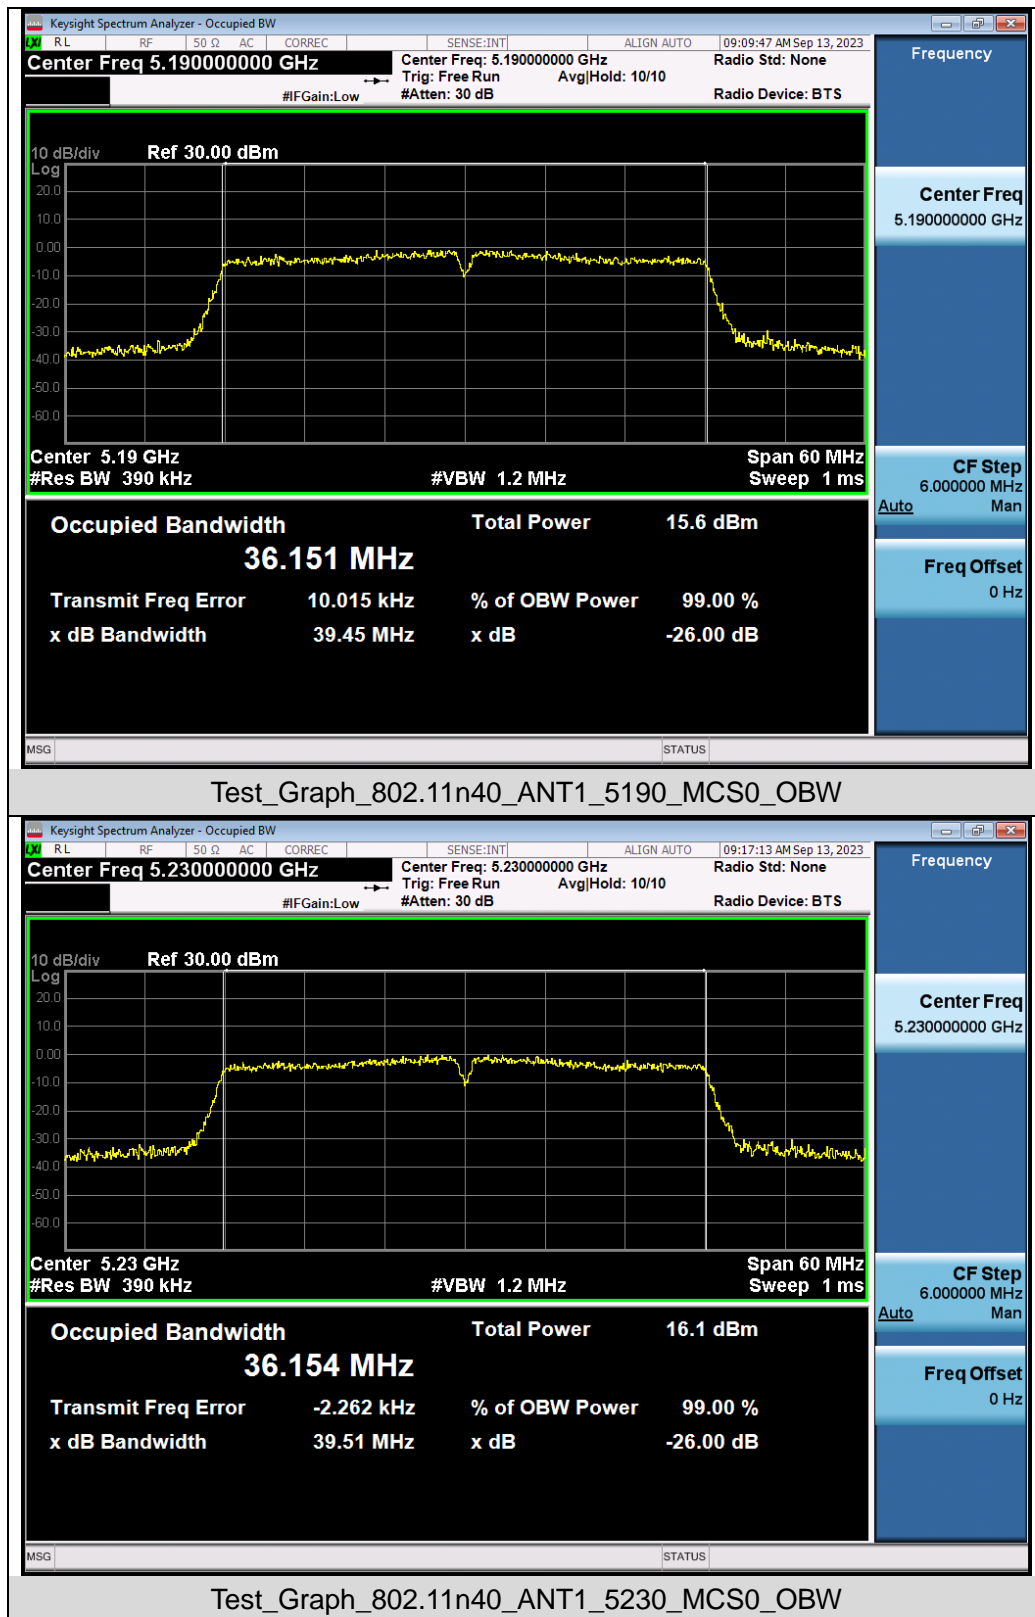 Keysight Spectrum Analyzer - Occupied BW
LXI RL RF 50 Ω AC CORREC SENSE:INT ALIGN AUTO 09:09:47 AM Sep 13, 2023
Center Freq 5.190000000 GHz
Center Freq: 5.190000000 GHz
Radio Std: None
Trig: Free Run Avg|Hold: 10/10
#IFGain:Low #Atten: 30 dB Radio Device: BTS
Frequency
10 dB/div Ref 30.00 dBm
Log
20.0
10.0
0.00
-10.0
-20.0
-30.0
-40.0
-50.0
-60.0
Center Freq
5.190000000 GHz
Center 5.19 GHz Span 60 MHz
#Res BW 390 kHz #VBW 1.2 MHz Sweep 1 ms
CF Step
6.000000 MHz
Auto Man
Occupied Bandwidth Total Power 15.6 dBm
36.151 MHz
Transmit Freq Error 10.015 kHz % of OBW Power 99.00 %
x dB Bandwidth 39.45 MHz x dB -26.00 dB
Freq Offset
0 Hz
MSG STATUS
Test_Graph_802.11n40_ANT1_5190_MCS0_OBW
Keysight Spectrum Analyzer - Occupied BW
LXI RL RF 50 Ω AC CORREC SENSE:INT ALIGN AUTO 09:17:13 AM Sep 13, 2023
Center Freq 5.230000000 GHz
Center Freq: 5.230000000 GHz
Radio Std: None
Trig: Free Run Avg|Hold: 10/10
#IFGain:Low #Atten: 30 dB Radio Device: BTS
Frequency
10 dB/div Ref 30.00 dBm
Log
20.0
10.0
0.00
-10.0
-20.0
-30.0
-40.0
-50.0
-60.0
Center Freq
5.230000000 GHz
Center 5.23 GHz Span 60 MHz
#Res BW 390 kHz #VBW 1.2 MHz Sweep 1 ms
CF Step
6.000000 MHz
Auto Man
Occupied Bandwidth Total Power 16.1 dBm
36.154 MHz
Transmit Freq Error -2.262 kHz % of OBW Power 99.00 %
x dB Bandwidth 39.51 MHz x dB -26.00 dB
Freq Offset
0 Hz
MSG STATUS
Test_Graph_802.11n40_ANT1_5230_MCS0_OBW